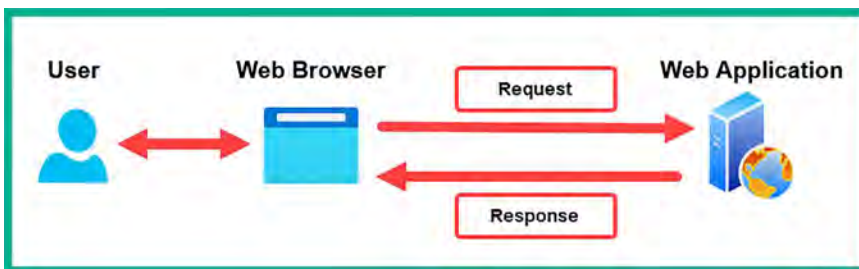 User
Web Browser
Request
Web Application
Response